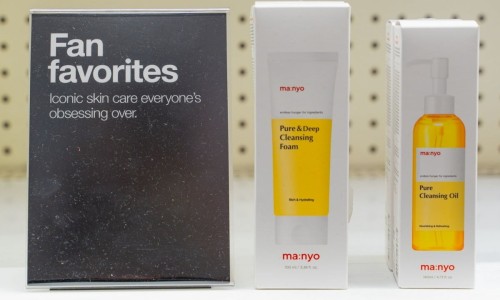 Fan
favorites
Iconic skin care everyone's
obsessing over.
ma:nyo
Pure & Deep
Cleansing
Foam
ma:nyo
ma:nyo
Pure
Cleansing Oil
ma:nyo